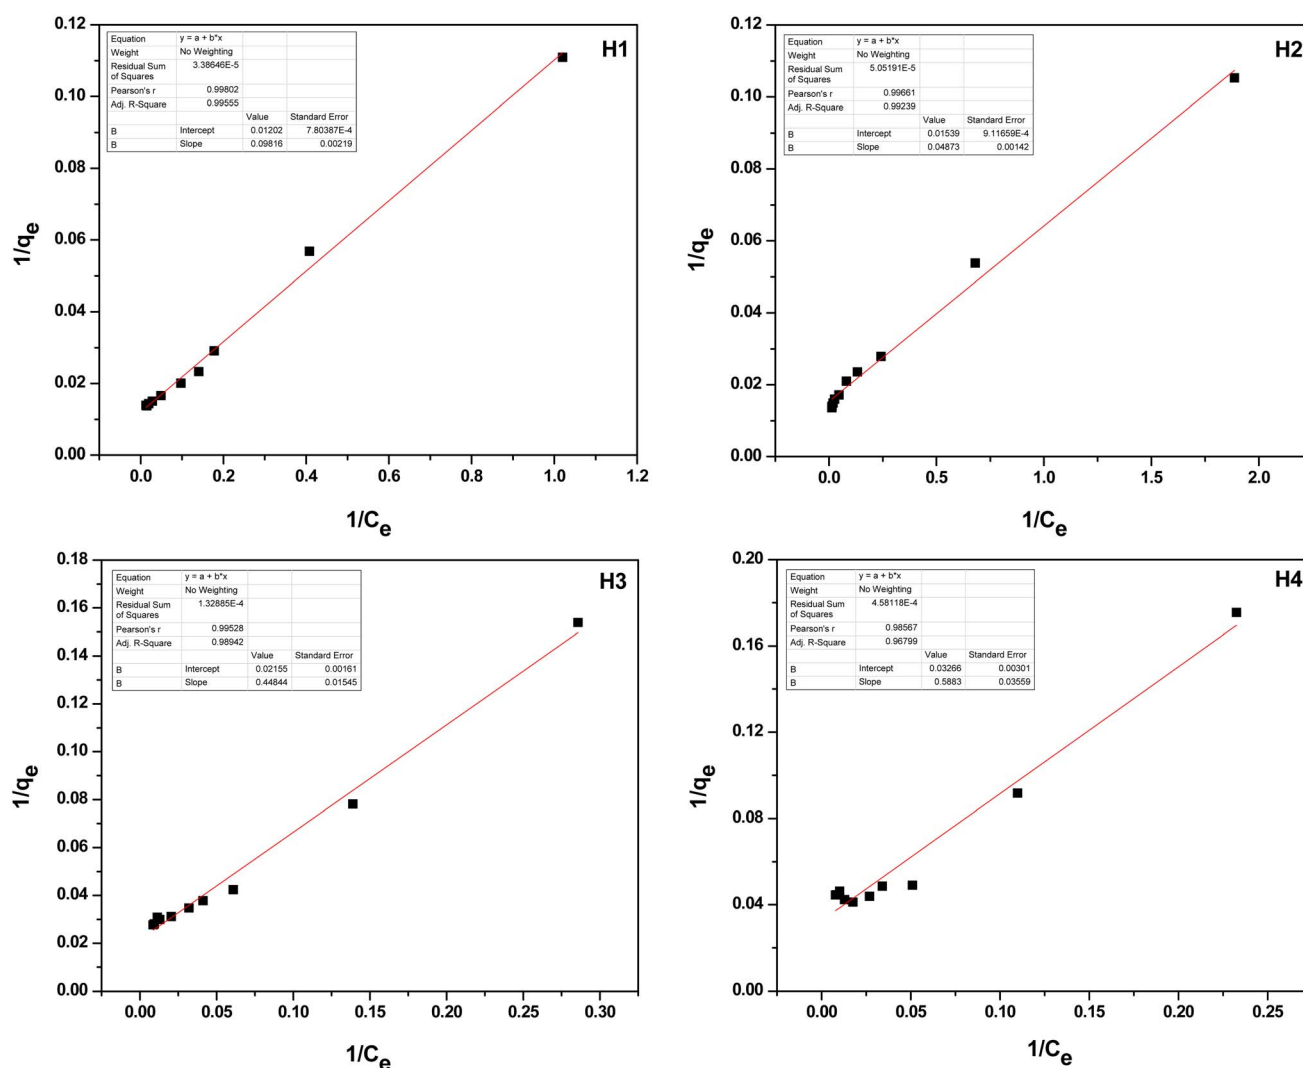 H1
Equation y = a + b*x
Weight No Weighting
Residual Sum of Squares 3.38646E-5
Pearson's r 0.99802
Adj. R-Square 0.99555
Value Standard Error
B Intercept 0.01202 7.80387E-4
B Slope 0.09816 0.00219
0.12
0.10
0.08
0.06
0.04
0.02
0.00
1/qe
0.0 0.2 0.4 0.6 0.8 1.0 1.2
1/Ce
H2
Equation y = a + b*x
Weight No Weighting
Residual Sum of Squares 5.05191E-5
Pearson's r 0.99661
Adj. R-Square 0.99239
Value Standard Error
B Intercept 0.01539 9.11659E-4
B Slope 0.04873 0.00142
0.12
0.10
0.08
0.06
0.04
0.02
0.00
1/qe
0.0 0.5 1.0 1.5 2.0
1/Ce
H3
Equation y = a + b*x
Weight No Weighting
Residual Sum of Squares 1.32885E-4
Pearson's r 0.99528
Adj. R-Square 0.98942
Value Standard Error
B Intercept 0.02155 0.00161
B Slope 0.44844 0.01545
0.18
0.16
0.14
0.12
0.10
0.08
0.06
0.04
0.02
0.00
1/qe
0.00 0.05 0.10 0.15 0.20 0.25 0.30
1/Ce
H4
Equation y = a + b*x
Weight No Weighting
Residual Sum of Squares 4.58118E-4
Pearson's r 0.98567
Adj. R-Square 0.96799
Value Standard Error
B Intercept 0.03266 0.00301
B Slope 0.5883 0.03559
0.20
0.16
0.12
0.08
0.04
0.00
1/qe
0.00 0.05 0.10 0.15 0.20 0.25
1/Ce